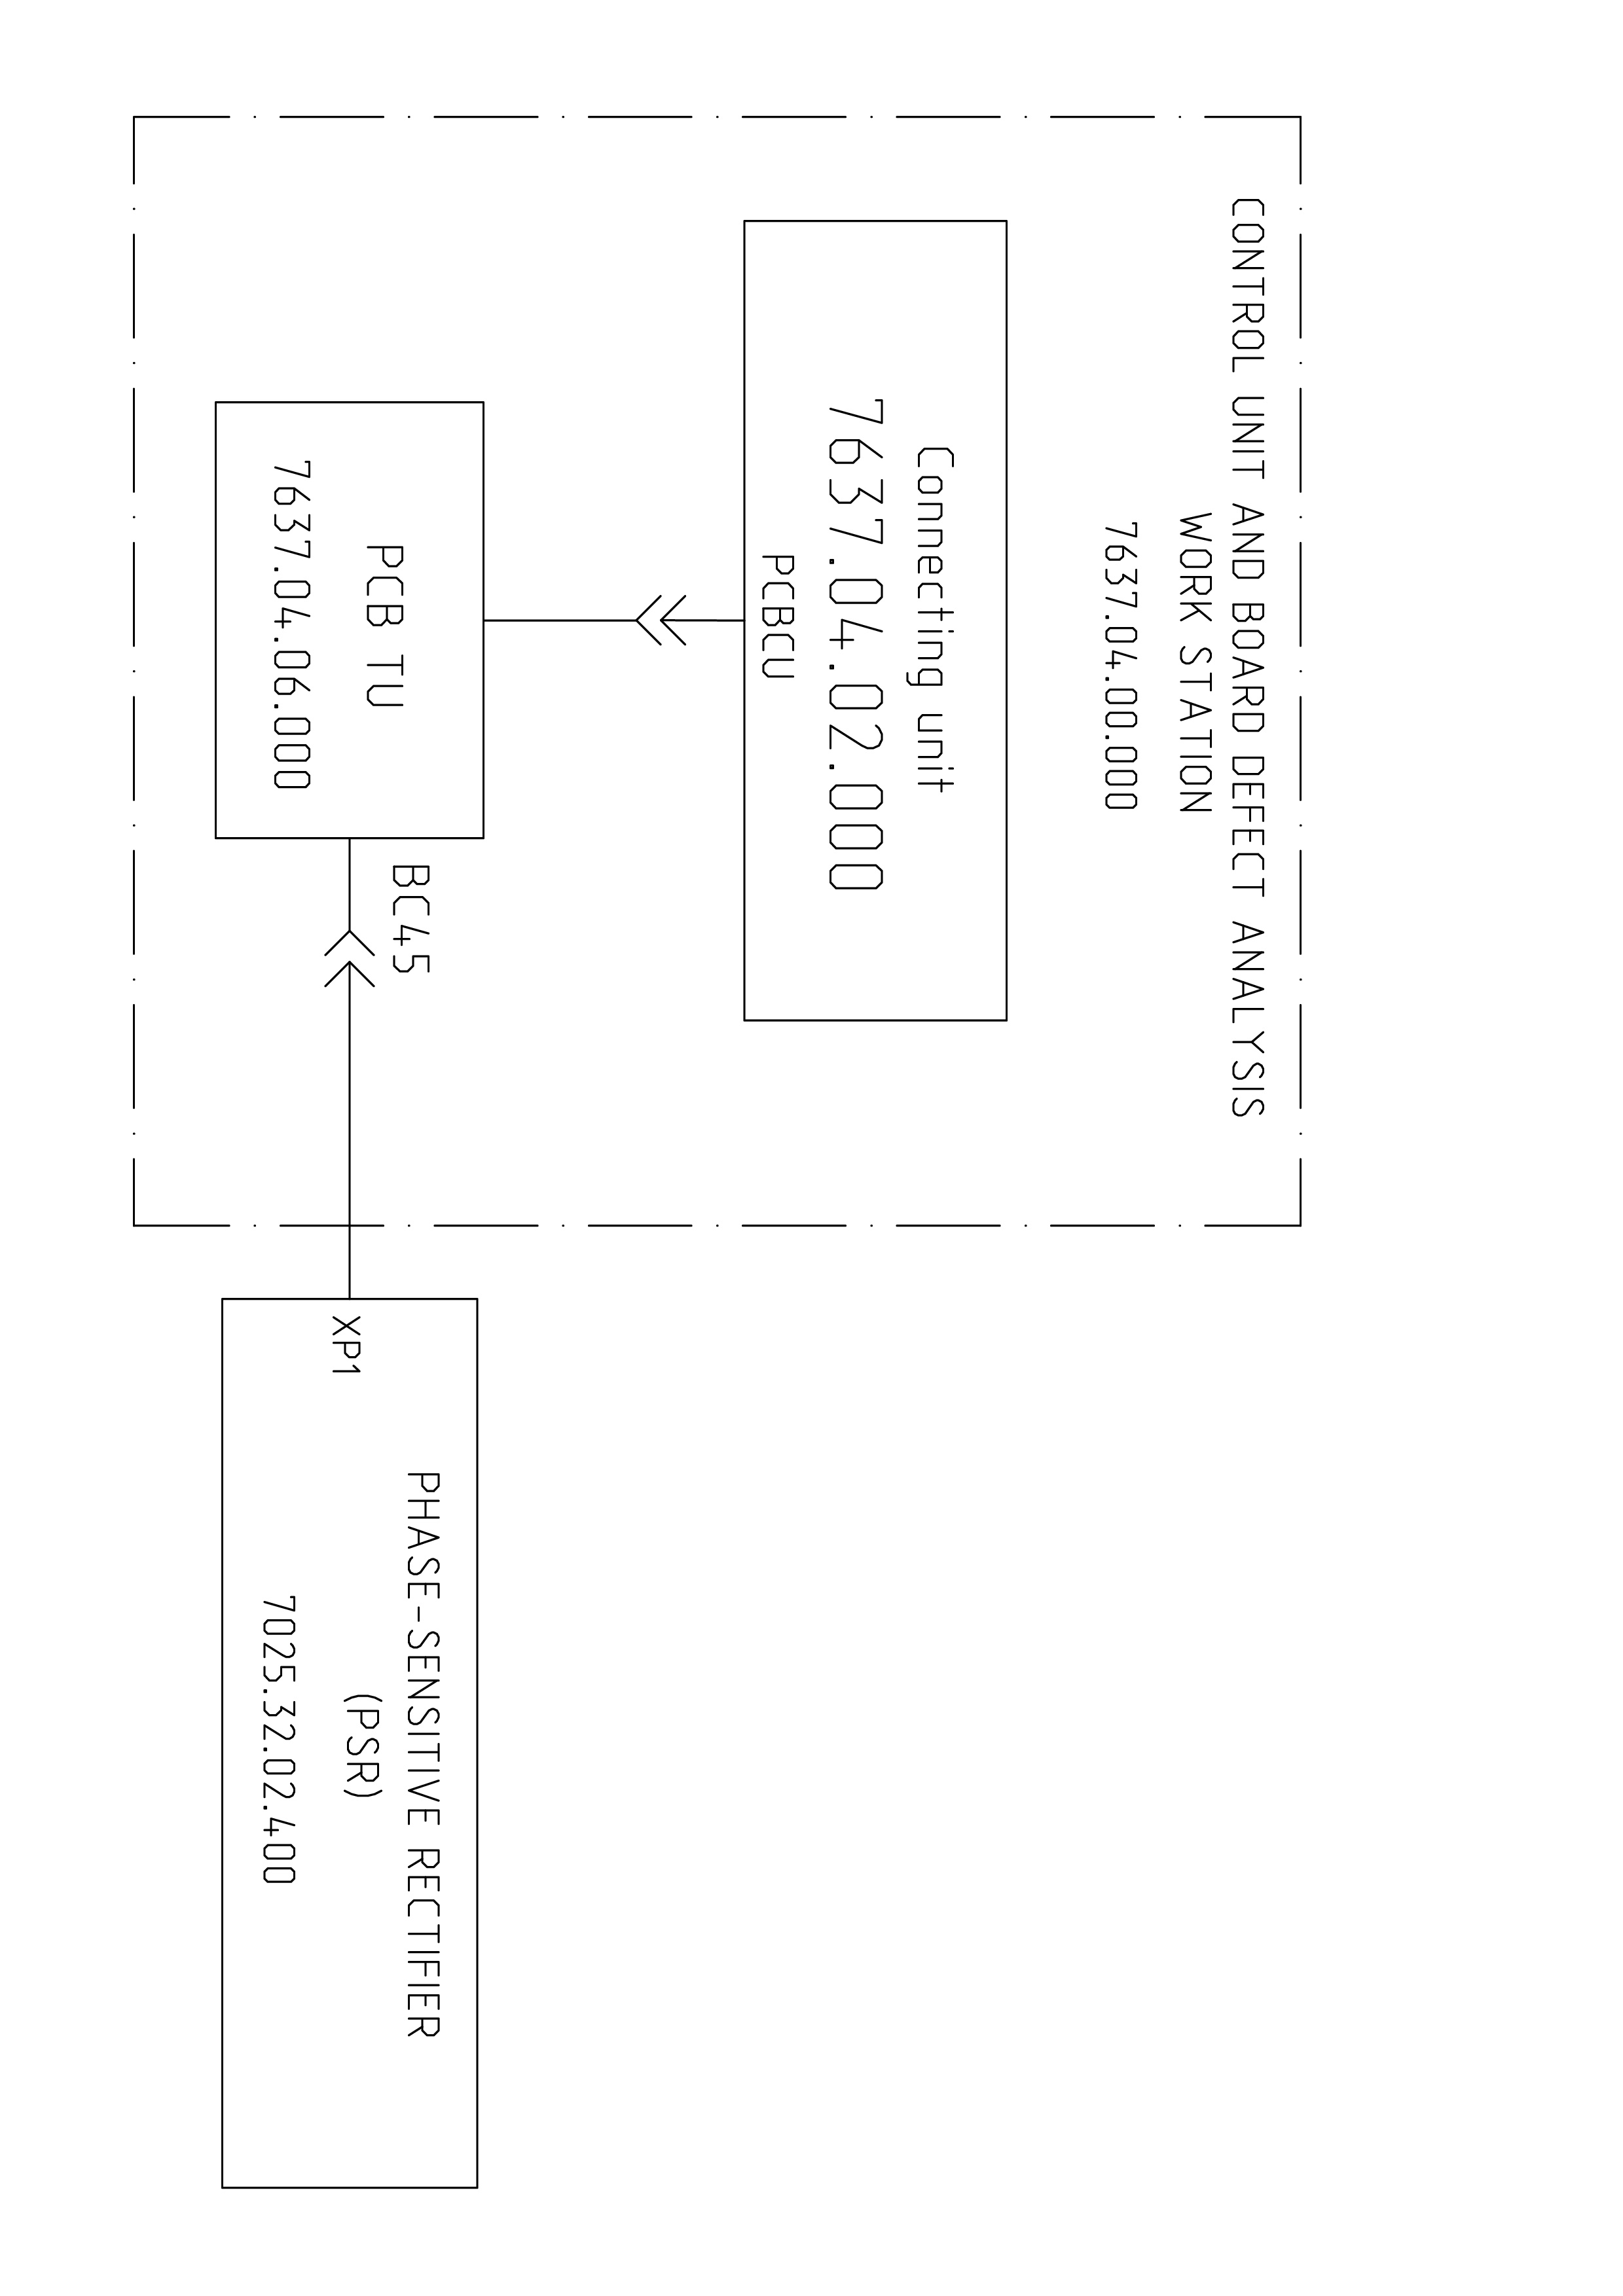 CONTROL UNIT AND BOARD DEFECT ANALYSIS
WORK STATION
7637.04.00.000
Connecting unit
7637.04.02.000
PCBCU
BC45
PCB TU
7637.04.06.000
XP1
PHASE-SENSITIVE RECTIFIER
(PSR)
7025.32.02.400